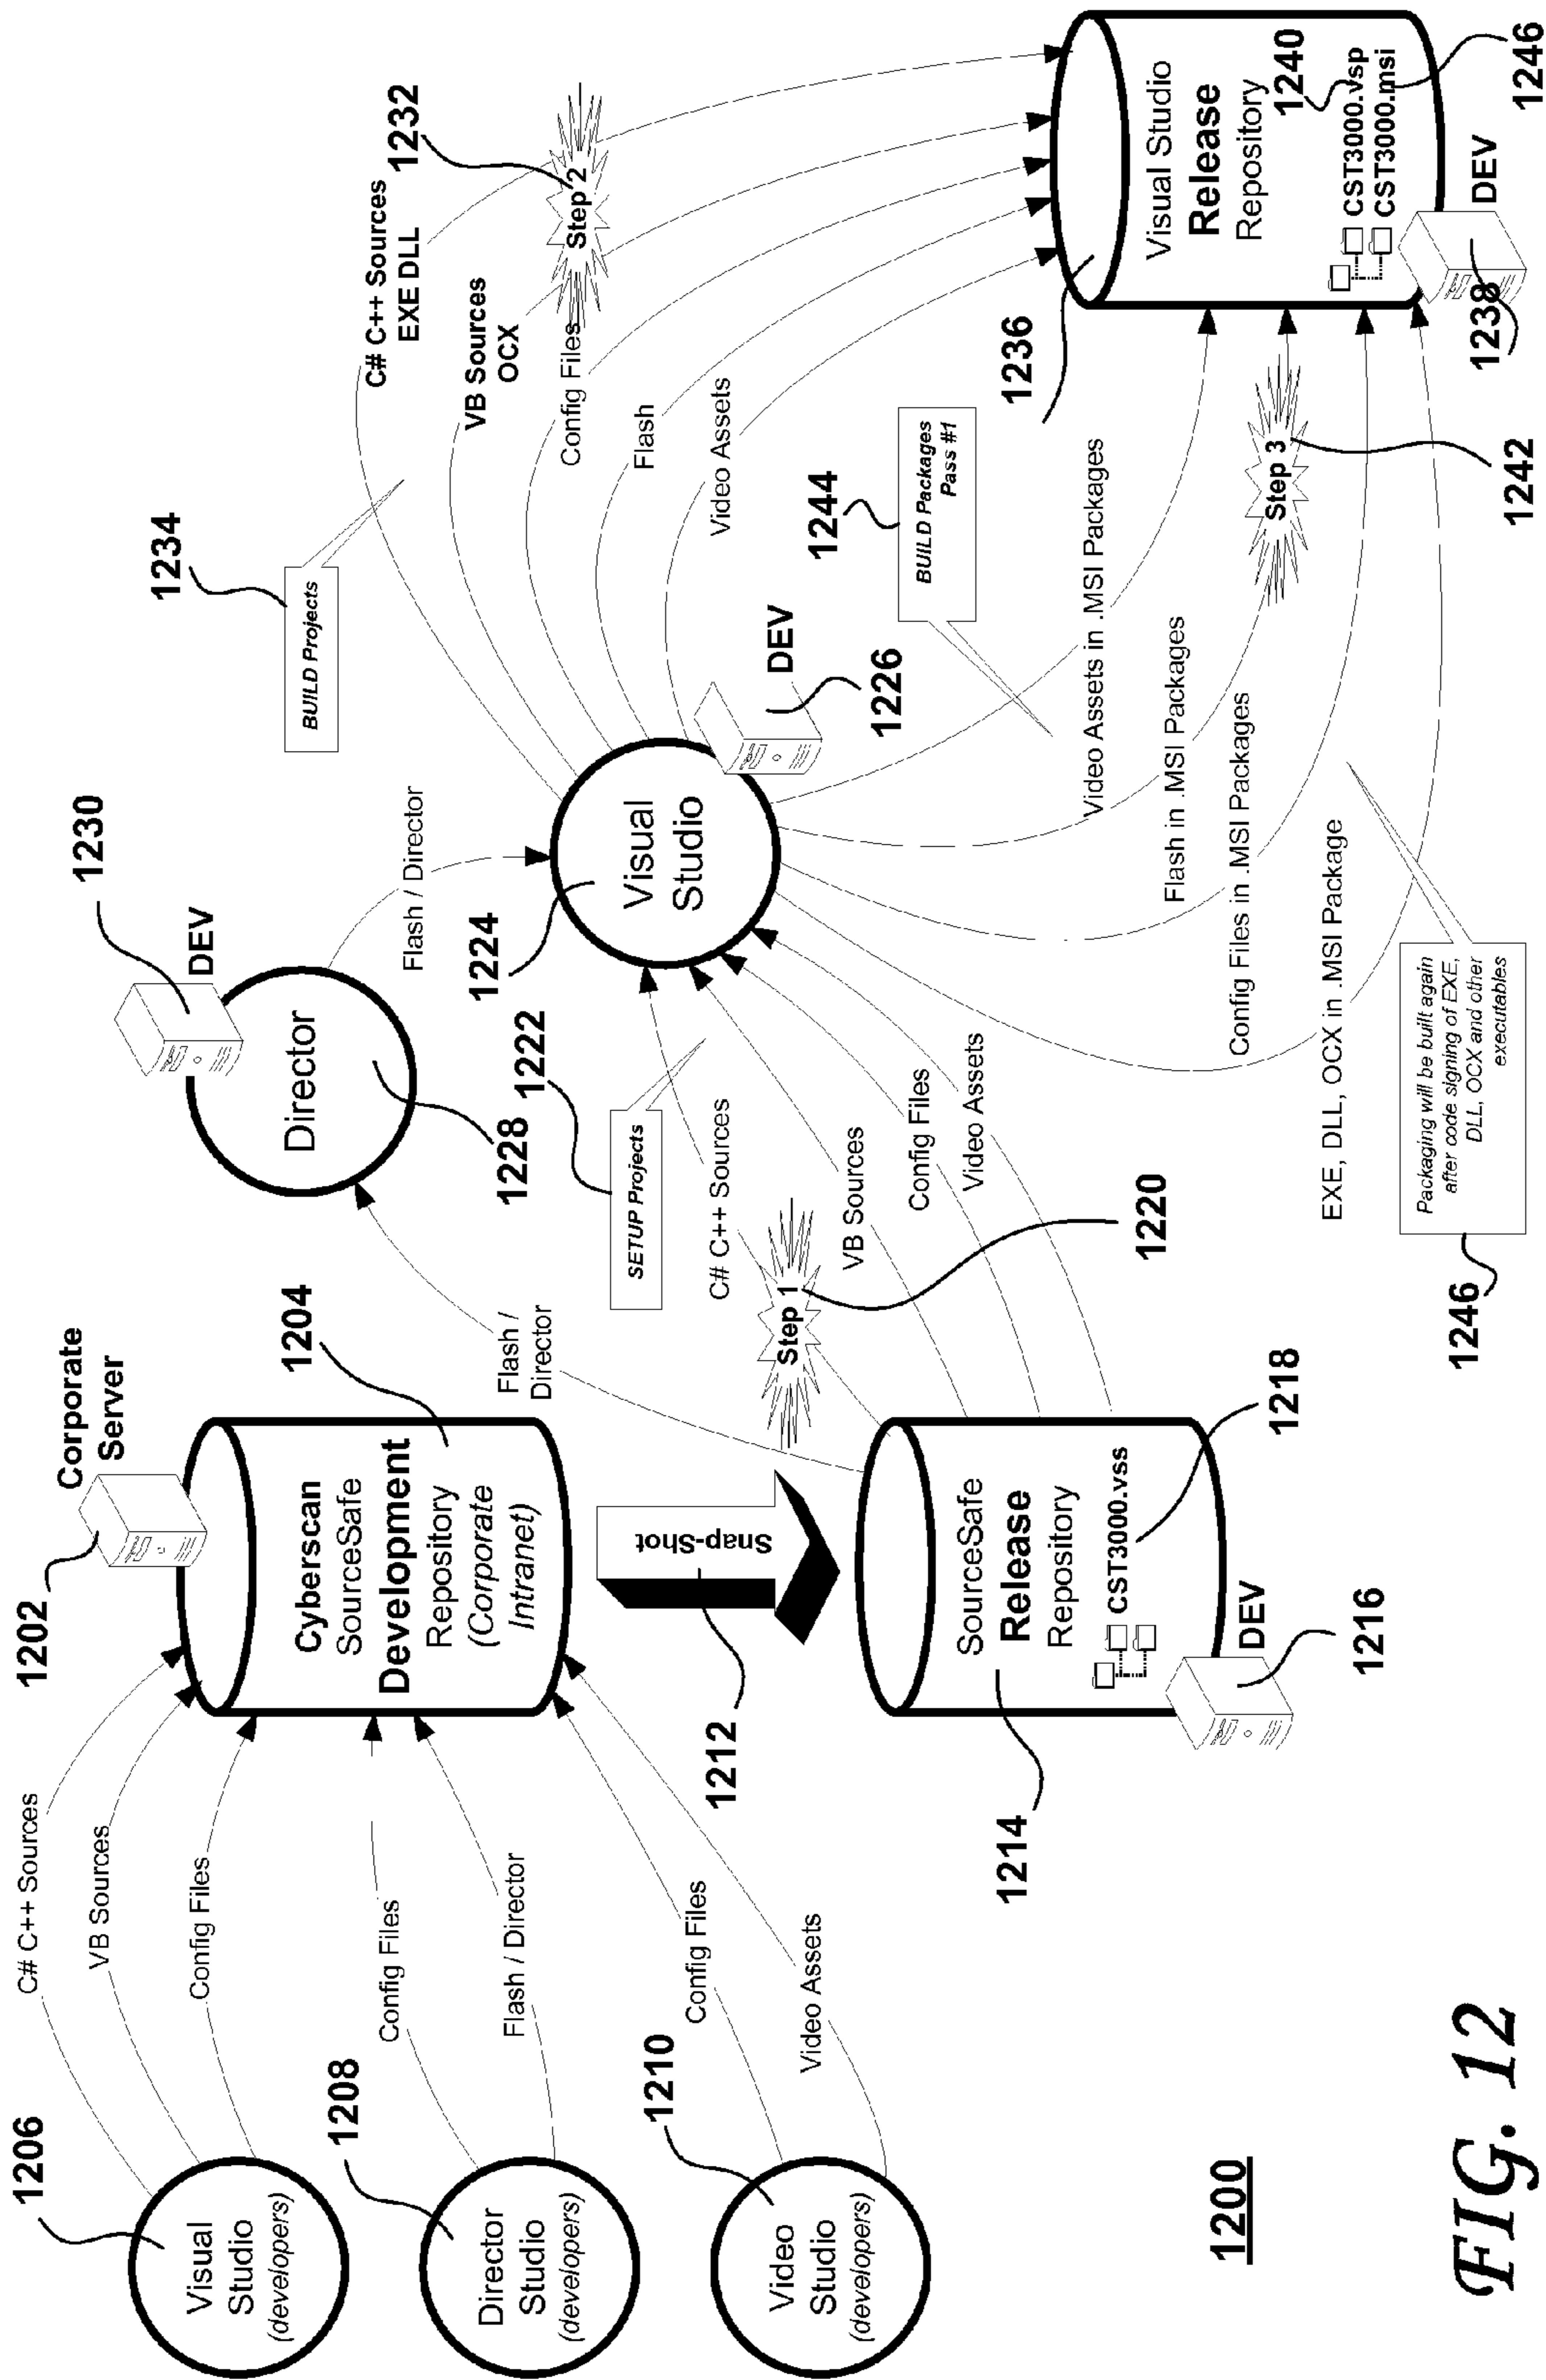 1206
Visual
Studio
(developers)
1208
Director
Studio
(developers)
1210
Video
Studio
(developers)
C# C++ Sources
VB Sources
Config Files
Config Files
Flash / Director
Config Files
Video Assets
1202
Corporate
Server
1204
Cyberscan
SourceSafe
Development
Repository
(Corporate
Intranet)
1212
Snap-Shot
1214
SourceSafe
Release
Repository
CST3000.vss
1218
DEV
1216
Flash /
Director
Step 1
1220
SETUP Projects
1222
C# C++ Sources
VB Sources
Config Files
Video Assets
1230
DEV
Director
1228
Flash / Director
1224
Visual
Studio
DEV
1226
1234
BUILD Projects
C# C++ Sources
EXE DLL
1232
Step 2
VB Sources
OCX
Config Files
Flash
Video Assets
1244
BUILD Packages
Pass #1
Video Assets in .MSI Packages
Flash in .MSI Packages
Config Files in .MSI Packages
EXE, DLL, OCX in .MSI Package
Step 3
1242
1246
Packaging will be built again
after code signing of EXE,
DLL, OCX and other
executables
1236
Visual Studio
Release
Repository
1240
CST3000.vsp
CST3000.msi
1246
DEV
1238
1200
FIG. 12